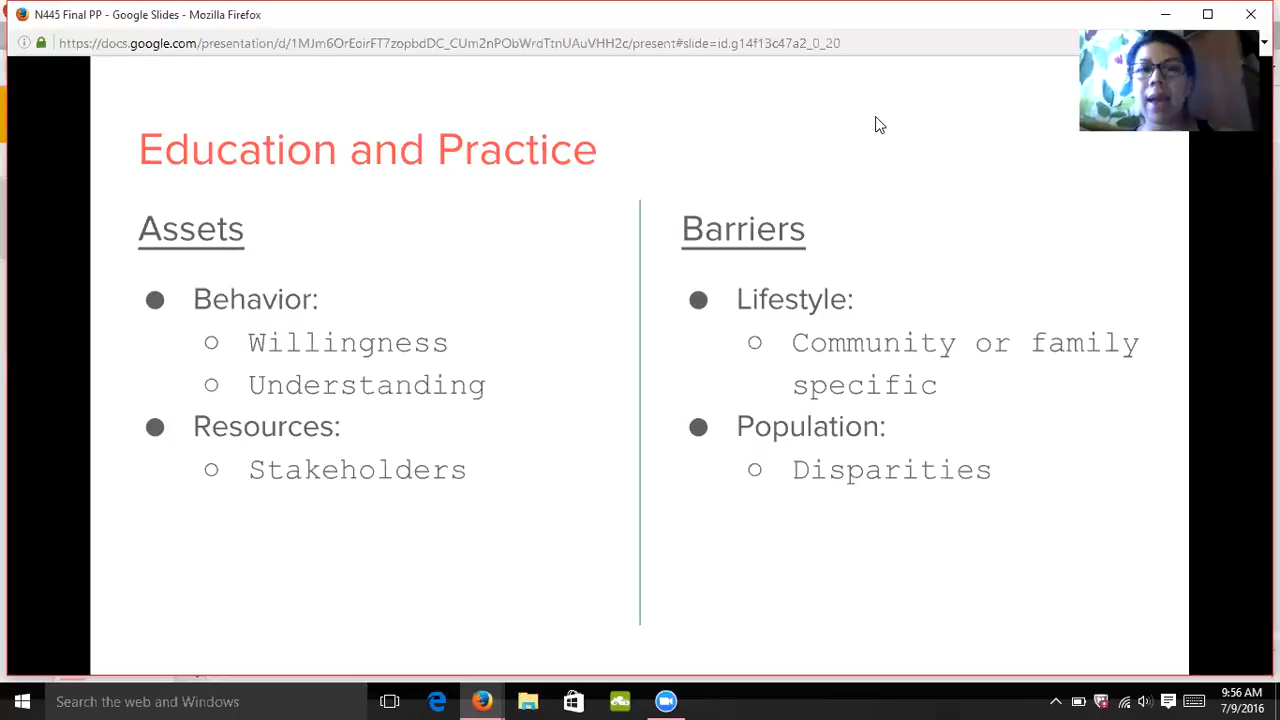 N445 Final PP - Google Slides - Mozilla Firefox
Education and Practice
Assets
Behavior:
Willingness
Understanding
Resources:
Stakeholders
Barriers
Lifestyle:
Community or family
specific
Population:
Disparities
Search the web and Windows
9:56 AM
7/9/2016